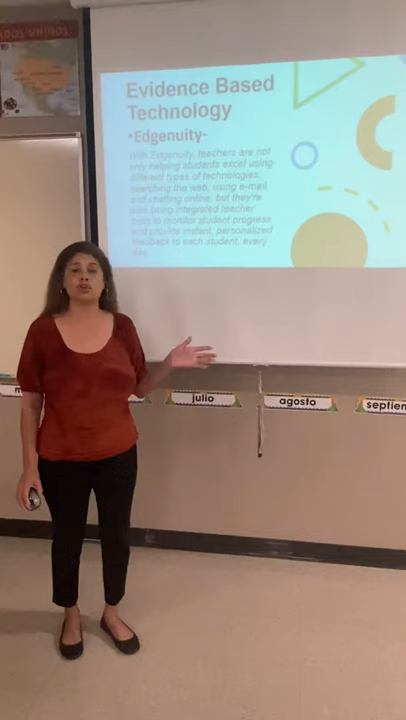 DOS UNIDOS
Evidence Based
Technology
•Edgenuity-
With Edgenuity, teachers are not
only helping students excel using
different types of technologies;
searching the web, using e-mail
and chatting online; but they're
also using integrated teacher
tools to monitor student progress
and provide instant, personalized
feedback to each student, every
day.
m
julio
agosto
septiem